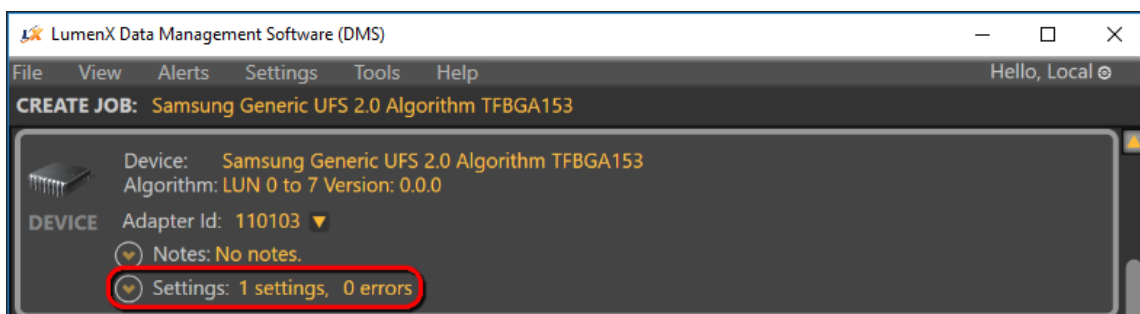 LumenX Data Management Software (DMS)
File View Alerts Settings Tools Help Hello, Local
CREATE JOB: Samsung Generic UFS 2.0 Algorithm TFBGA153
Device: Samsung Generic UFS 2.0 Algorithm TFBGA153
Algorithm: LUN 0 to 7 Version: 0.0.0
DEVICE Adapter Id: 110103
Notes: No notes.
Settings: 1 settings, 0 errors